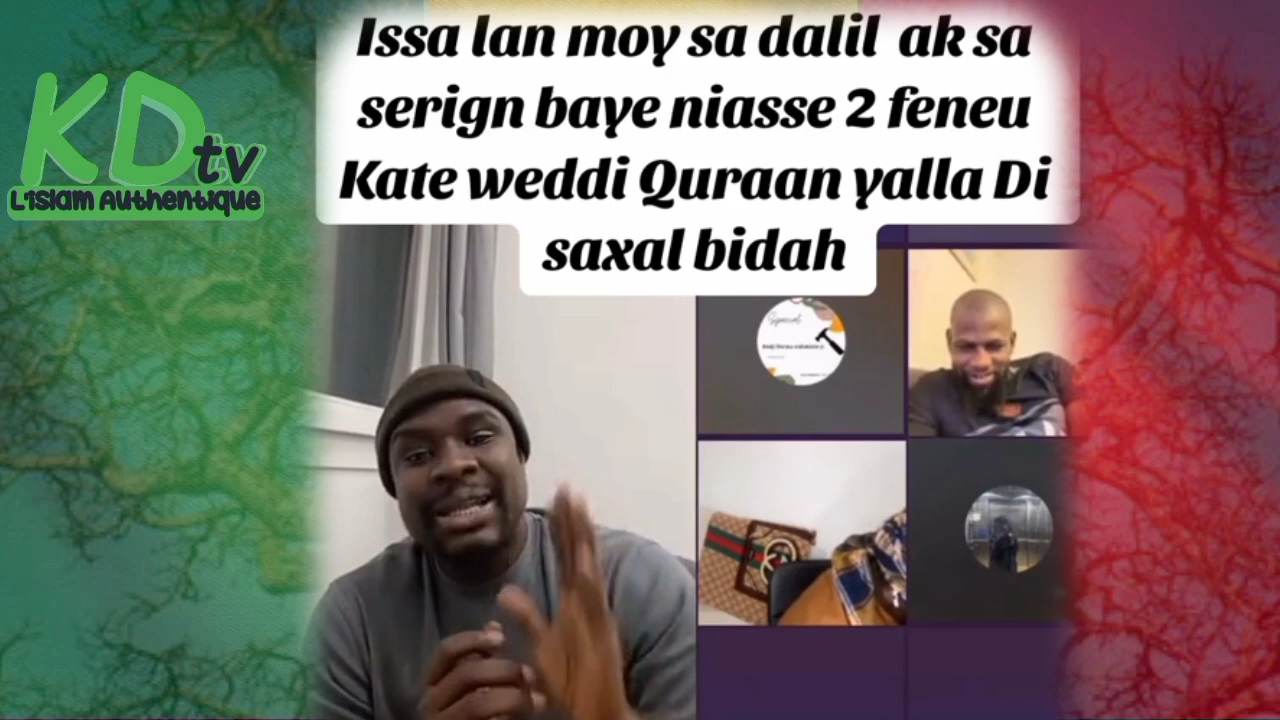 Issa lan moy sa dalil ak sa
serign baye niasse 2 feneu
Kate weddi Quraan yalla Di
saxal bidah
KD tv
L'islam Authentique
Special